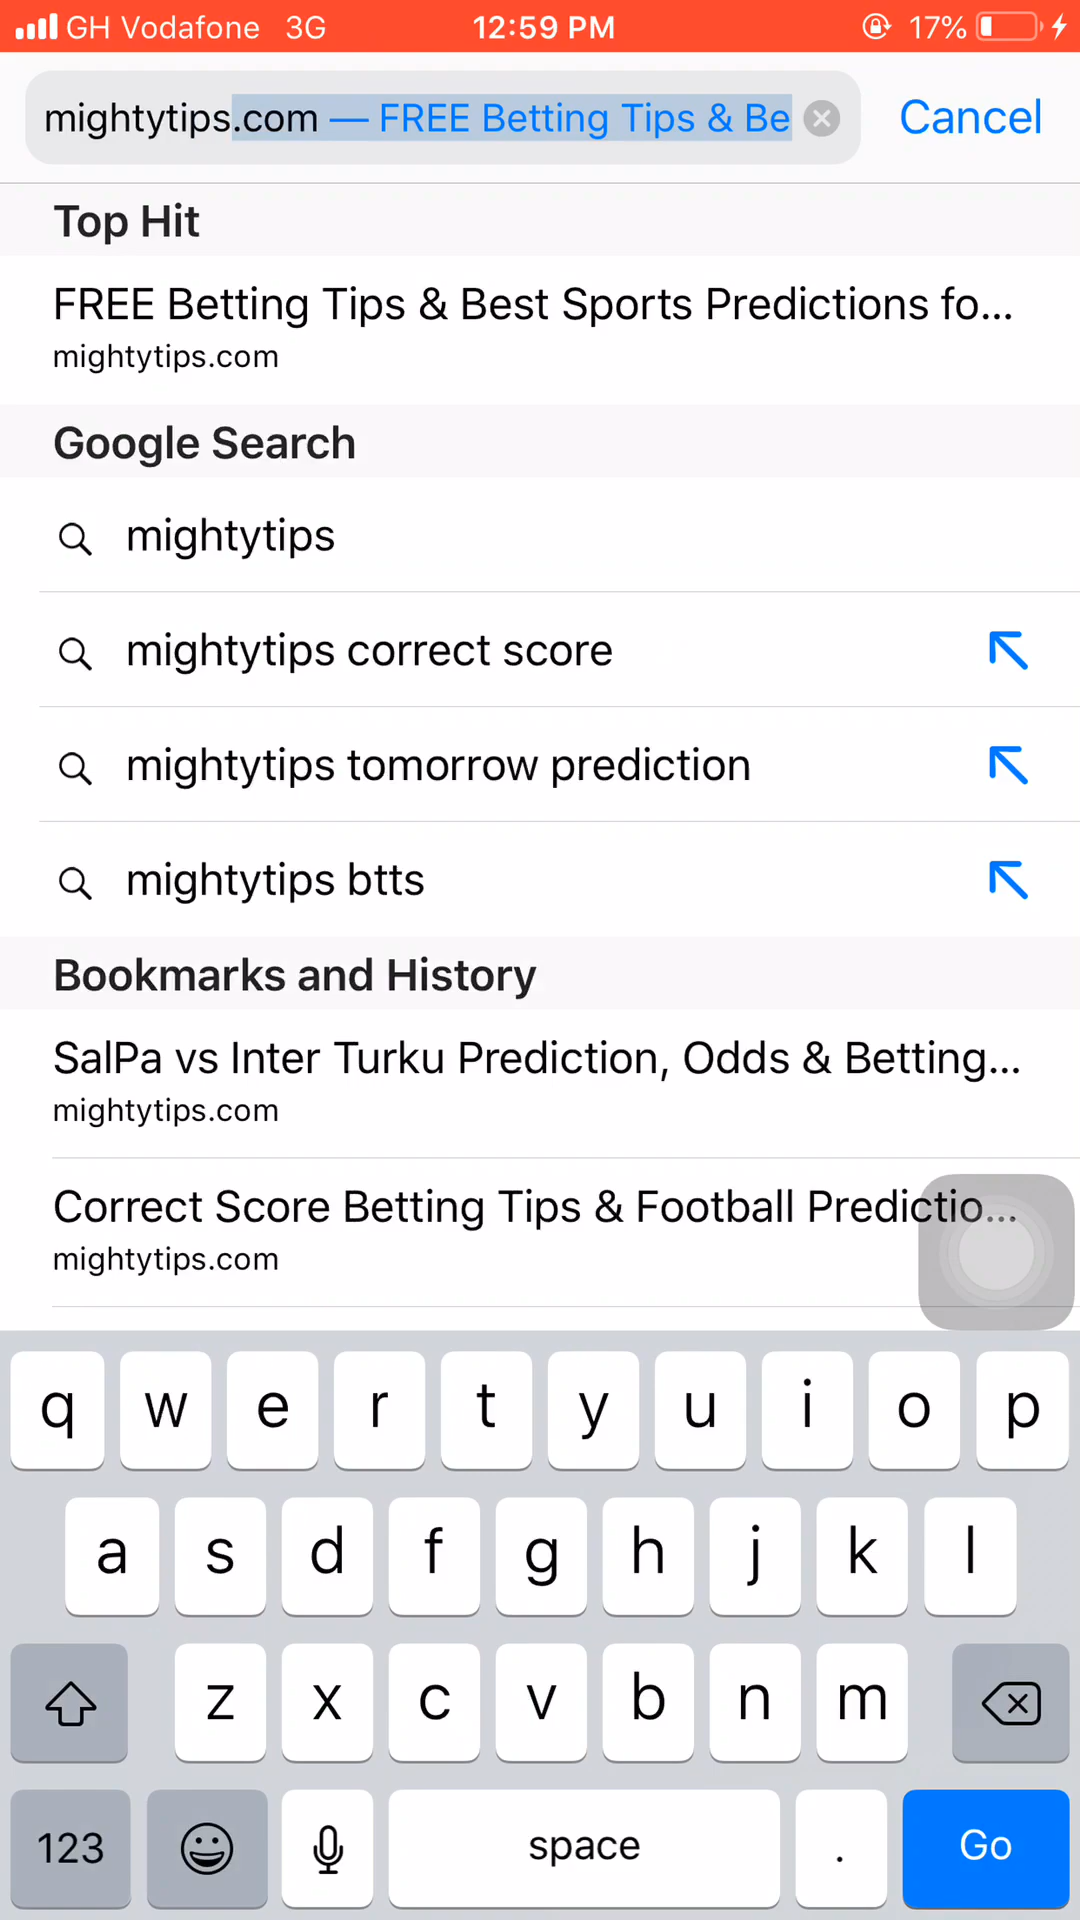 GH Vodafone 3G 12:59 PM 17%
mightytips.com — FREE Betting Tips & Be Cancel
Top Hit
FREE Betting Tips & Best Sports Predictions fo...
mightytips.com
Google Search
mightytips
mightytips correct score
mightytips tomorrow prediction
mightytips btts
Bookmarks and History
SalPa vs Inter Turku Prediction, Odds & Betting...
mightytips.com
Correct Score Betting Tips & Football Predictio...
mightytips.com
q w e r t y u i o p
a s d f g h j k l
z x c v b n m
123 space . Go